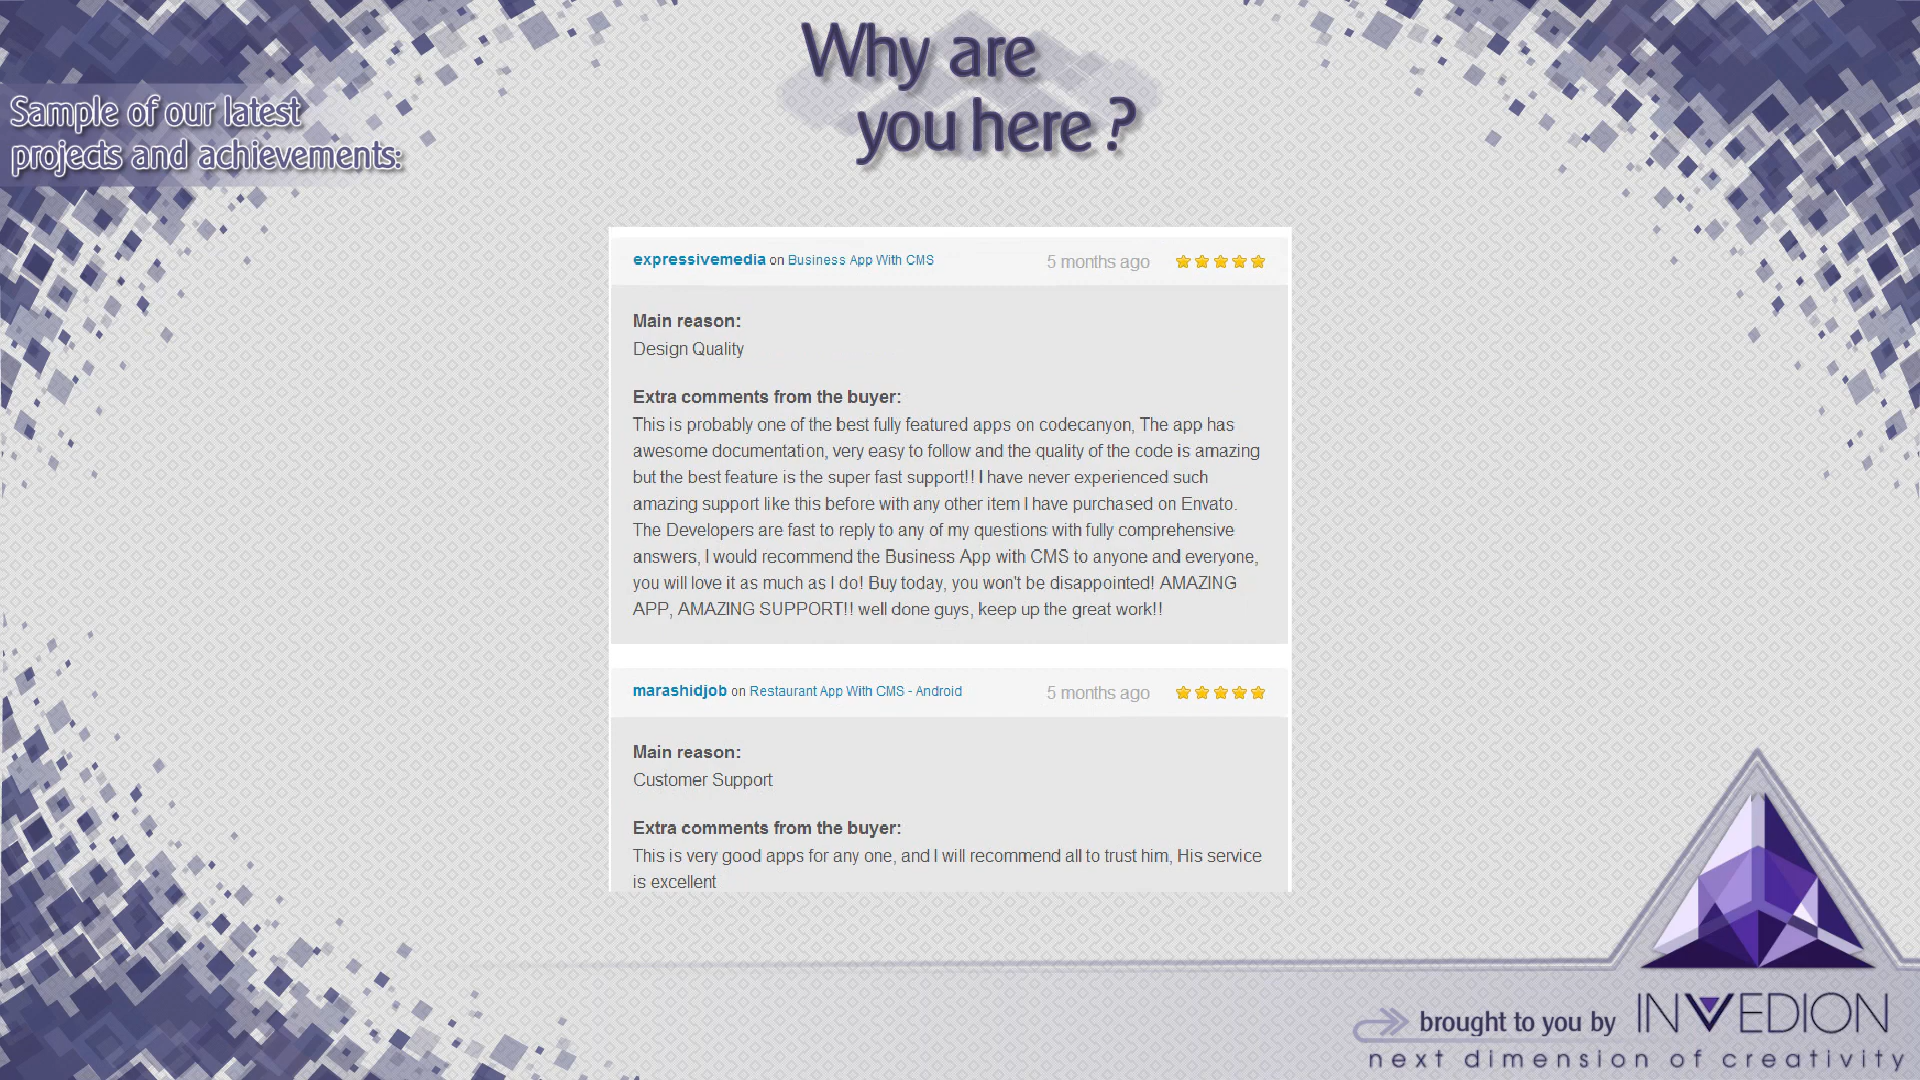 Why are
you here ?
Sample of our latest
projects and achievements:
expressivemedia on Business App With CMS 5 months ago
Main reason:
Design Quality
Extra comments from the buyer:
This is probably one of the best fully featured apps on codecanyon, The app has
awesome documentation, very easy to follow and the quality of the code is amazing
but the best feature is the super fast support!! I have never experienced such
amazing support like this before with any other item I have purchased on Envato.
The Developers are fast to reply to any of my questions with fully comprehensive
answers, I would recommend the Business App with CMS to anyone and everyone,
you will love it as much as I do! Buy today, you won't be disappointed! AMAZING
APP, AMAZING SUPPORT!! well done guys, keep up the great work!!
marashidjob on Restaurant App With CMS - Android 5 months ago
Main reason:
Customer Support
Extra comments from the buyer:
This is very good apps for any one, and I will recommend all to trust him, His service
is excellent
brought to you by INVEDION
next dimension of creativity